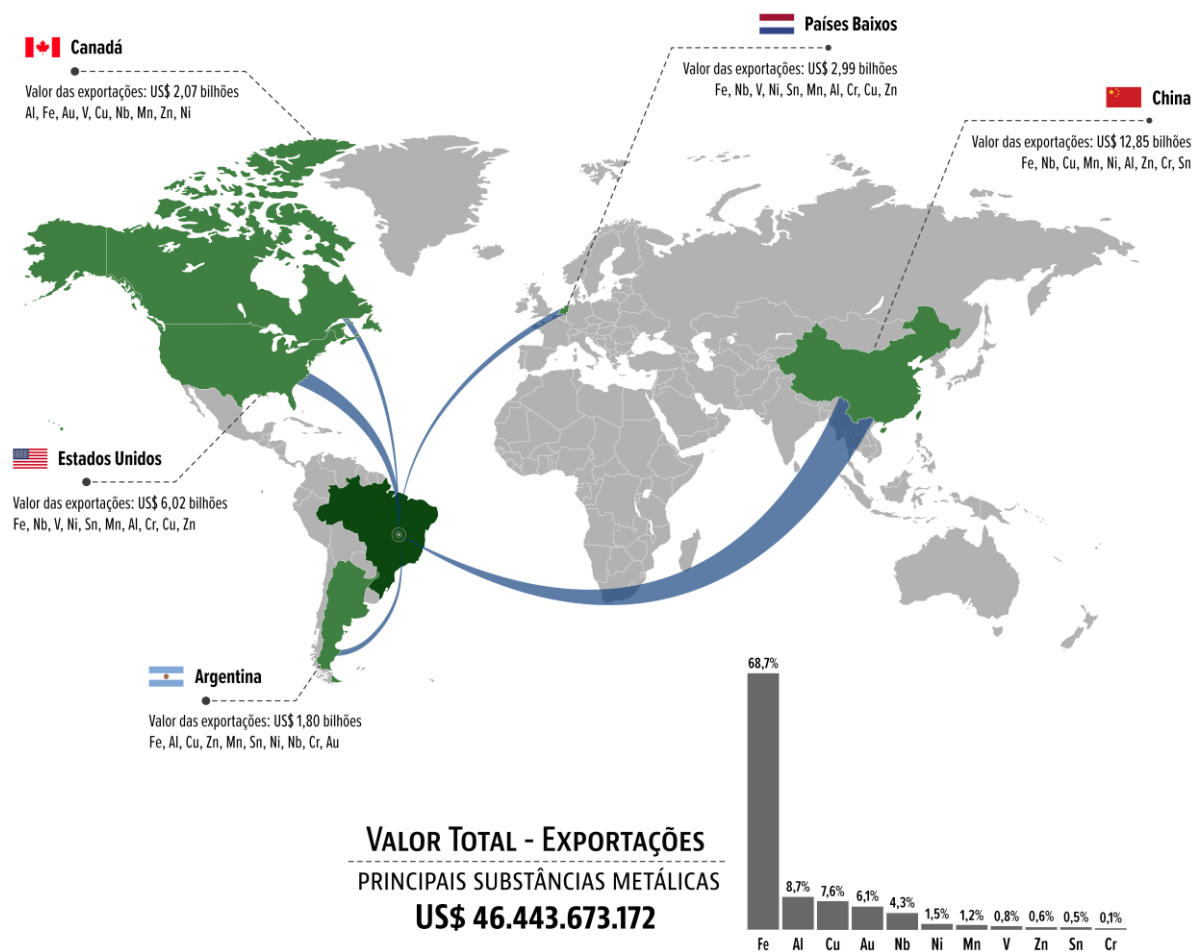 Canadá
Valor das exportações: US$ 2,07 bilhões
Al, Fe, Au, V, Cu, Nb, Mn, Zn, Ni
Países Baixos
Valor das exportações: US$ 2,99 bilhões
Fe, Nb, V, Ni, Sn, Mn, Al, Cr, Cu, Zn
China
Valor das exportações: US$ 12,85 bilhões
Fe, Nb, Cu, Mn, Ni, Al, Zn, Cr, Sn
Estados Unidos
Valor das exportações: US$ 6,02 bilhões
Fe, Nb, V, Ni, Sn, Mn, Al, Cr, Cu, Zn
Argentina
Valor das exportações: US$ 1,80 bilhões
Fe, Al, Cu, Zn, Mn, Sn, Ni, Nb, Cr, Au
VALOR TOTAL - EXPORTAÇÕES
PRINCIPAIS SUBSTÂNCIAS METÁLICAS
US$ 46.443.673.172
68,7%
8,7%
7,6%
6,1%
4,3%
1,5%
1,2%
0,8%
0,6%
0,5%
0,1%
Fe Al Cu Au Nb Ni Mn V Zn Sn Cr